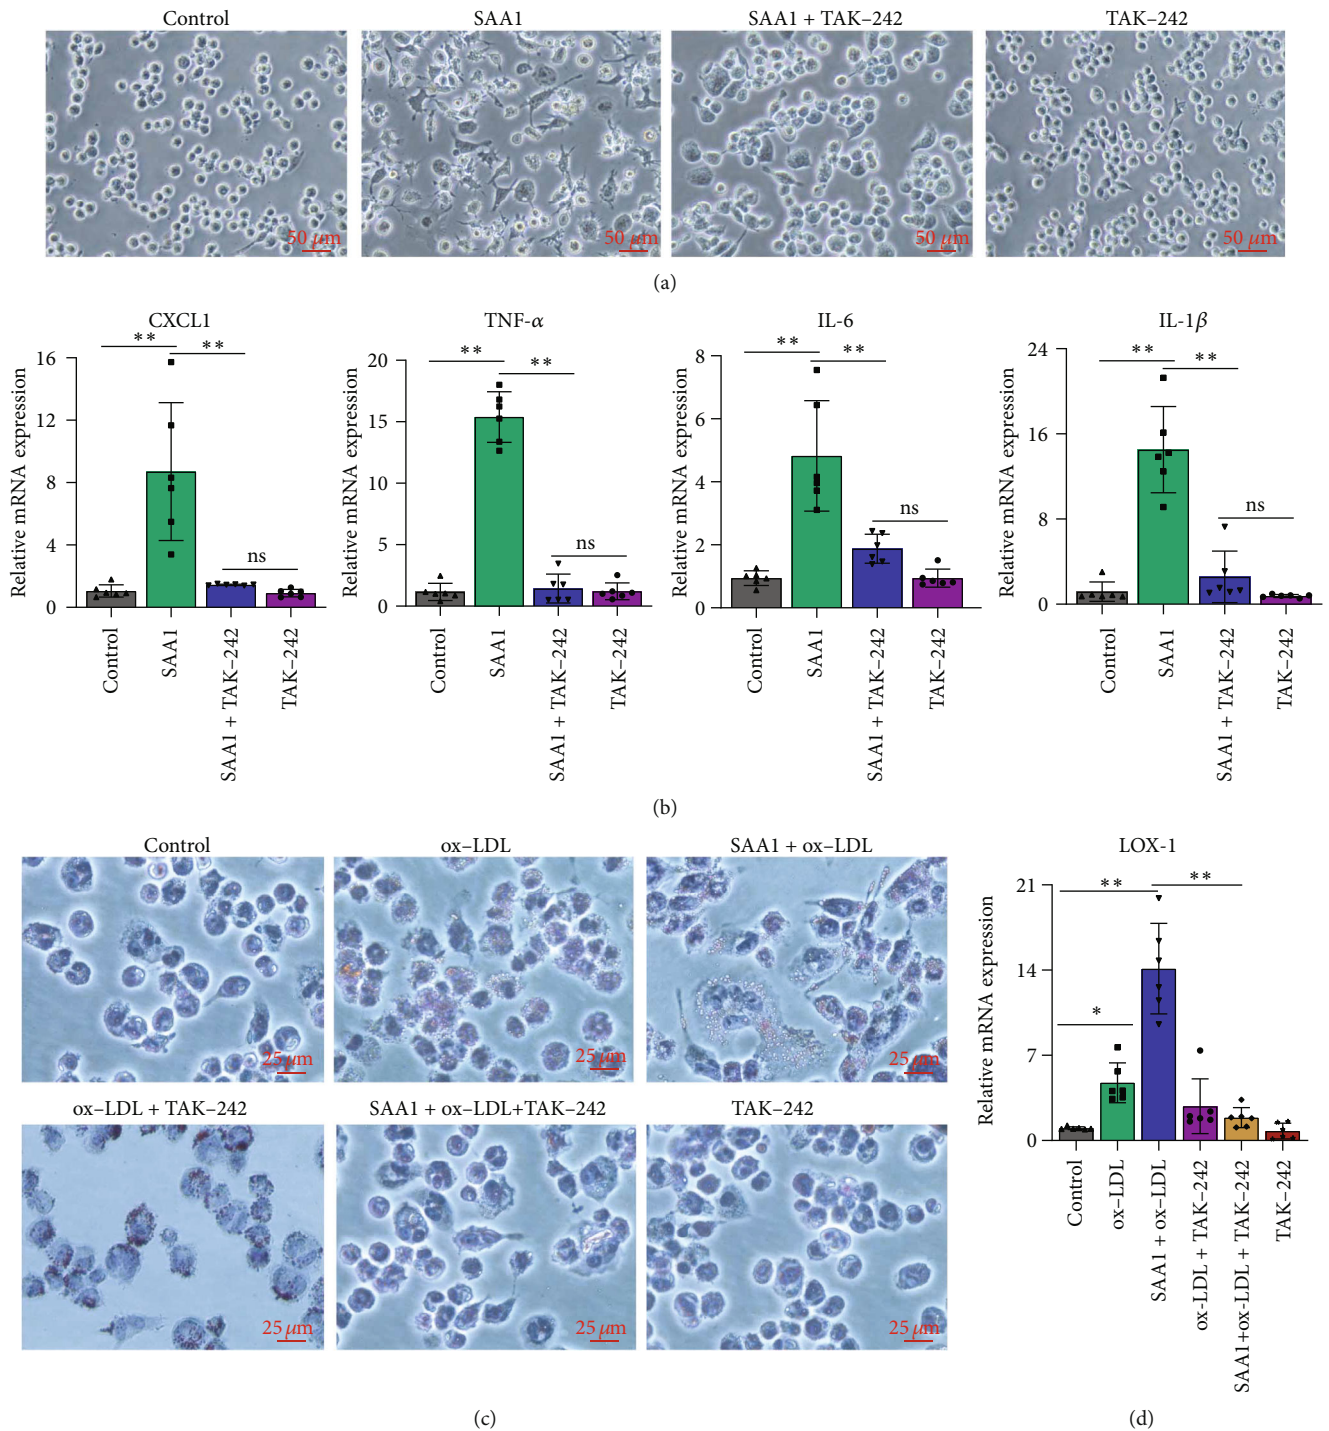 Control SAA1 SAA1 + TAK–242 TAK–242
50 μm 50 μm 50 μm 50 μm
(a)
CXCL1
** **
Relative mRNA expression
16
12
8
4
0
ns
Control
SAA1
SAA1 + TAK–242
TAK–242
TNF-α
** **
Relative mRNA expression
20
15
10
5
0
ns
Control
SAA1
SAA1 + TAK–242
TAK–242
IL-6
** **
Relative mRNA expression
8
6
4
2
0
ns
Control
SAA1
SAA1 + TAK–242
TAK–242
IL-1β
** **
Relative mRNA expression
24
16
8
0
ns
Control
SAA1
SAA1 + TAK–242
TAK–242
(b)
Control ox–LDL SAA1 + ox–LDL
25 μm 25 μm 25 μm
ox–LDL + TAK–242 SAA1 + ox–LDL+TAK–242 TAK–242
25 μm 25 μm 25 μm
(c)
LOX-1
** **
*
Relative mRNA expression
21
14
7
0
Control
ox–LDL
SAA1 + ox–LDL
ox–LDL + TAK–242
SAA1+ox–LDL + TAK–242
TAK–242
(d)